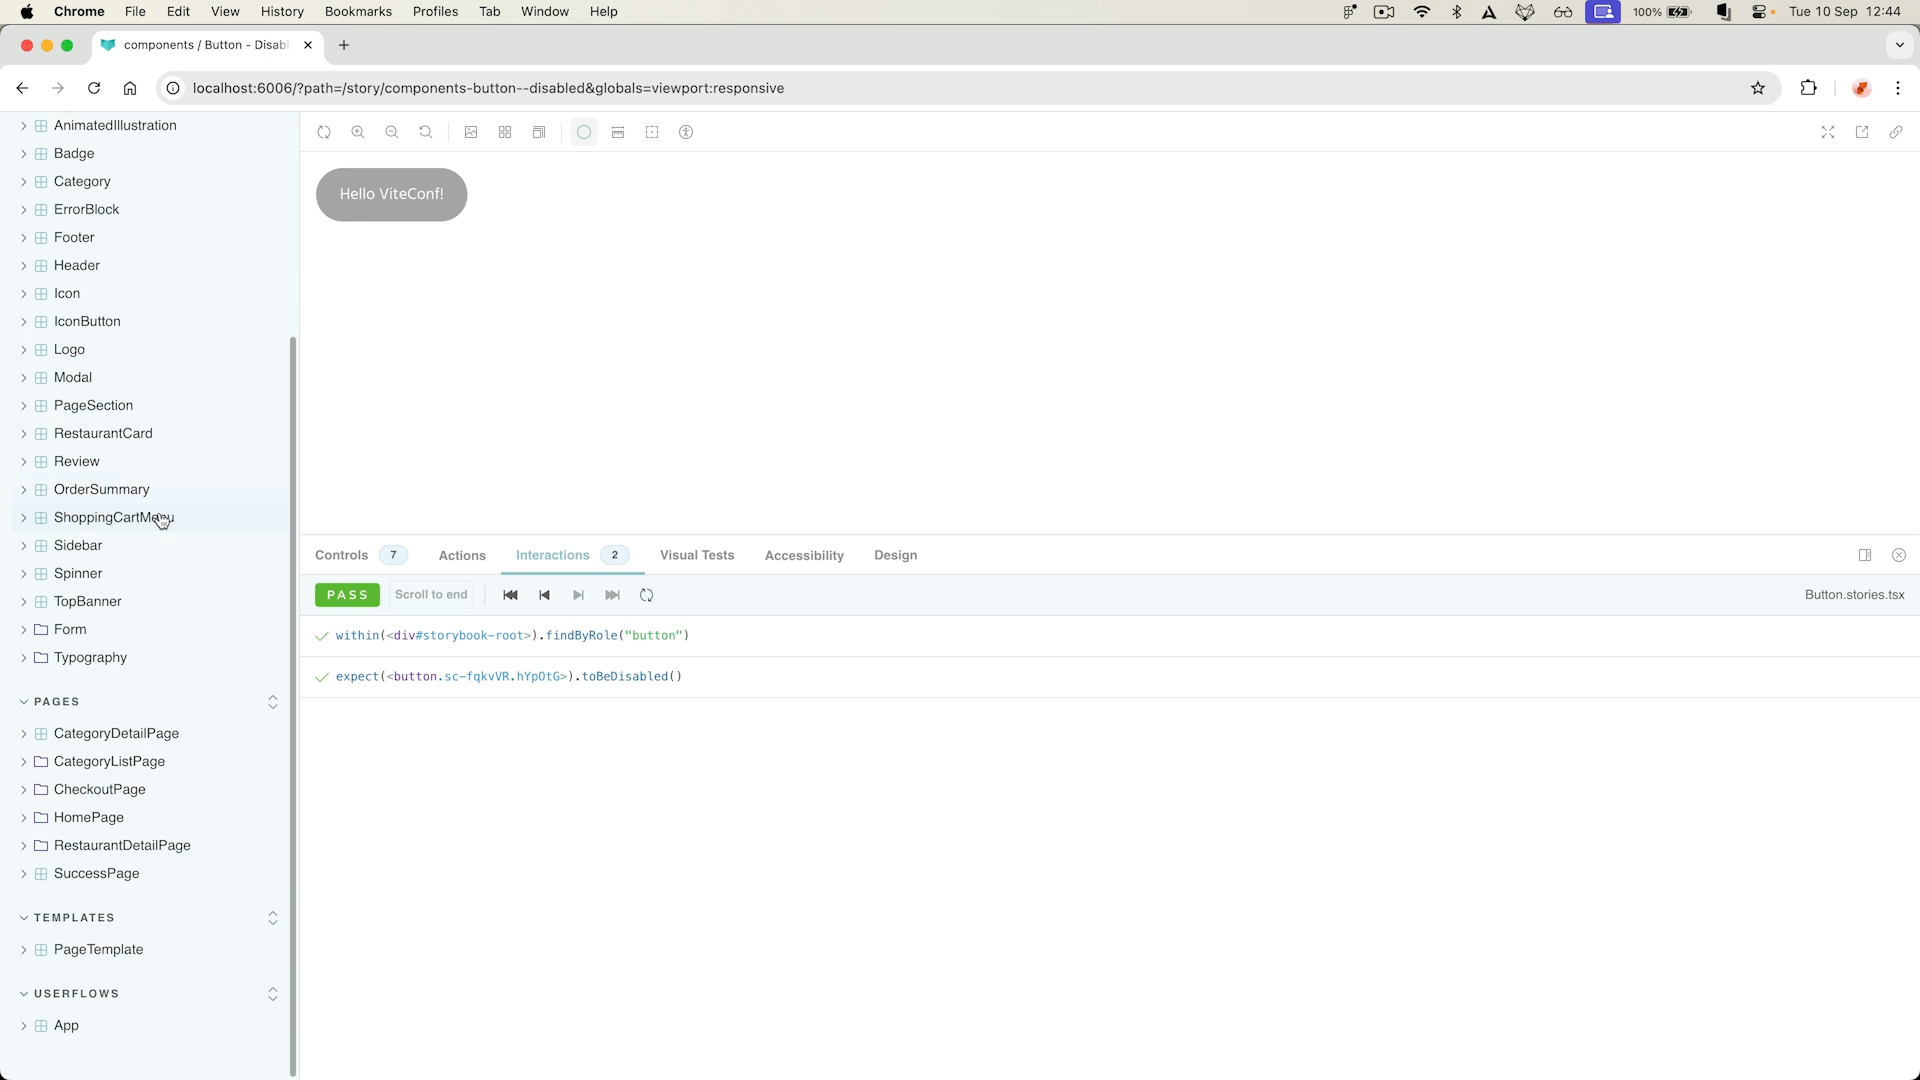 Chrome File Edit View History Bookmarks Profiles Tab Window Help 100% Tue 10 Sep 12:44
components / Button - Disabl
localhost:6006/?path=/story/components-button--disabled&globals=viewport:responsive
AnimatedIllustration
Badge
Category
ErrorBlock
Footer
Header
Icon
IconButton
Logo
Modal
PageSection
RestaurantCard
Review
OrderSummary
ShoppingCartMenu
Sidebar
Spinner
TopBanner
Form
Typography
PAGES
CategoryDetailPage
CategoryListPage
CheckoutPage
HomePage
RestaurantDetailPage
SuccessPage
TEMPLATES
PageTemplate
USERFLOWS
App
Hello ViteConf!
Controls 7 Actions Interactions 2 Visual Tests Accessibility Design
PASS Scroll to end Button.stories.tsx
within(<div#storybook-root>).findByRole("button")
expect(<button.sc-fqkvVR.hYpOtG>).toBeDisabled()